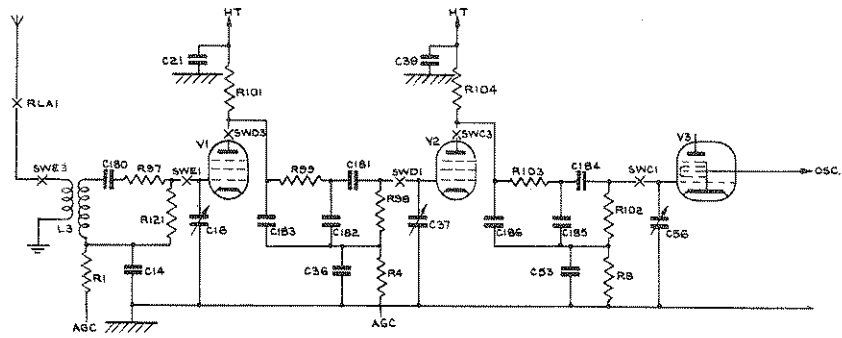 HT
HT
C21
C39
R101
R104
RLA1
SWD3
SWC3
V1
V2
V3
SWE3
C180
R97
SWE1
R99
C181
SWD1
R103
C184
SWC1
OSC.
L3
R121
C18
R98
C37
R102
C56
C183
C182
C186
C185
R1
C14
C36
R4
C53
R8
AGC
AGC